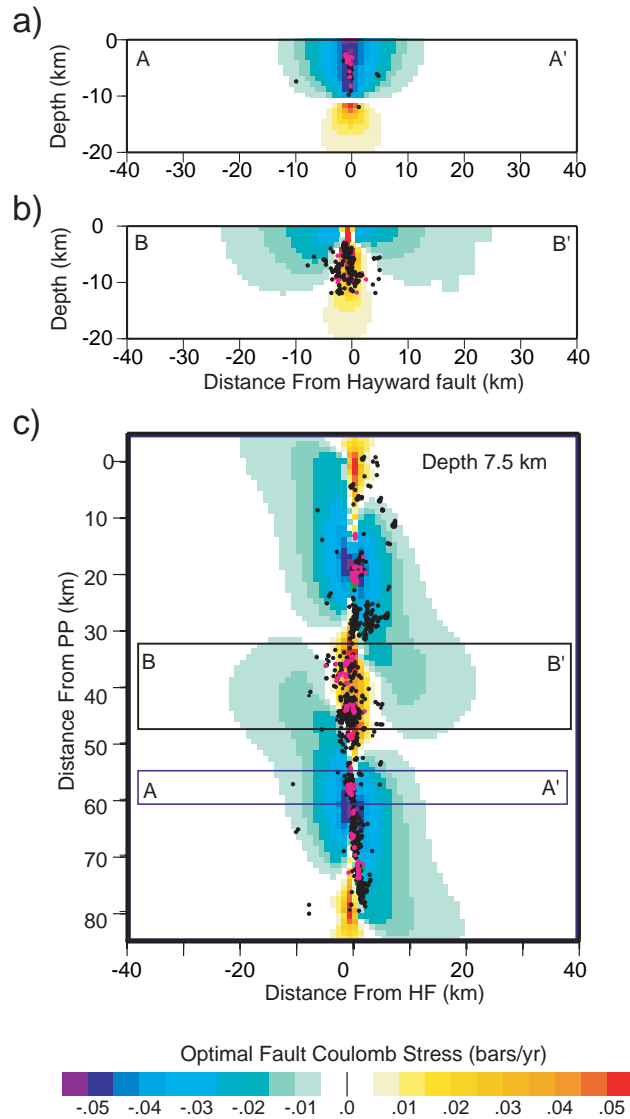 a)
Depth (km)
0
-10
-20
A
A'
-40 -30 -20 -10 0 10 20 30 40
b)
Depth (km)
0
-10
-20
B
B'
-40 -30 -20 -10 0 10 20 30 40
Distance From Hayward fault (km)
c)
Distance From PP (km)
Depth 7.5 km
0
10
20
30
B
B'
40
50
A
A'
60
70
80
-40 -20 0 20 40
Distance From HF (km)
Optimal Fault Coulomb Stress (bars/yr)
-.05 -.04 -.03 -.02 -.01 .0 .01 .02 .03 .04 .05